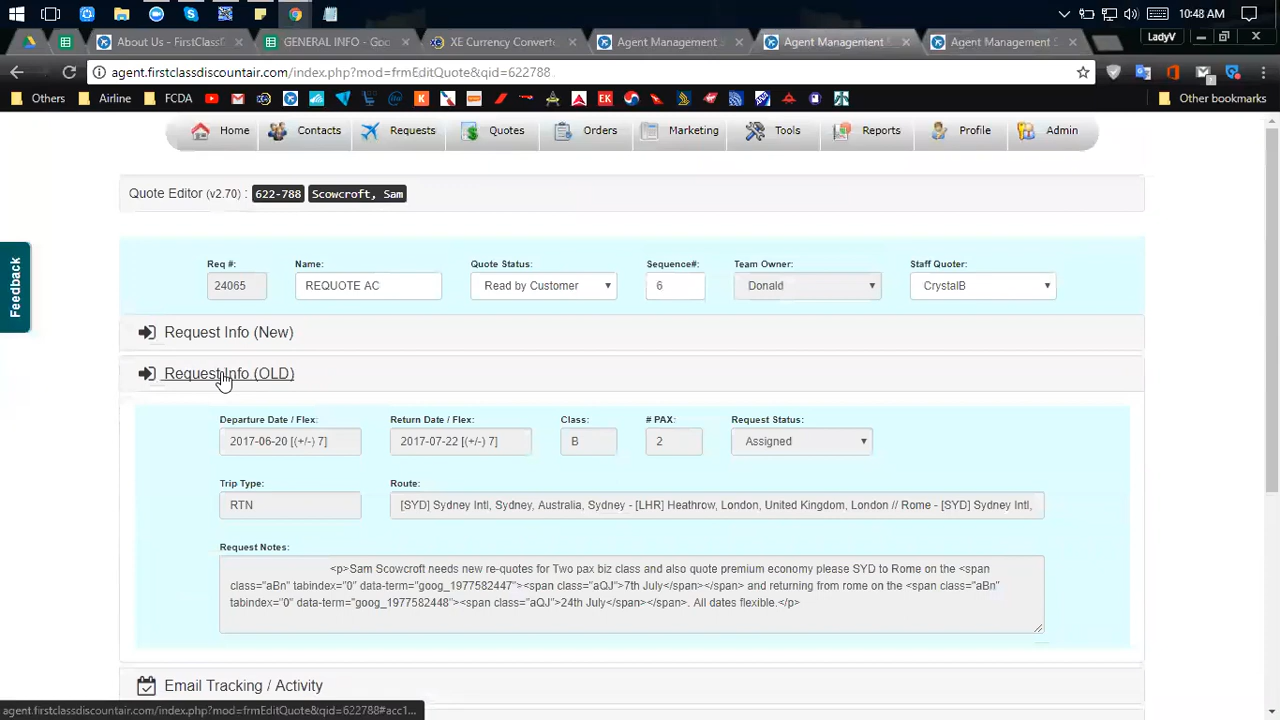 10:48 AM
About Us - FirstClassF
GENERAL INFO - Goo
XE Currency Converte
Agent Management
Agent Management
Agent Management S
LadyV
agent.firstclassdiscountair.com/index.php?mod=frmEditQuote&qid=622788
Others
Airline
FCDA
EK
Other bookmarks
Home
Contacts
Requests
Quotes
Orders
Marketing
Tools
Reports
Profile
Admin
Quote Editor (v2.70) : 622-788 Scowcroft, Sam
Feedback
Req #: Name: Quote Status: Sequence#: Team Owner: Staff Quoter:
24065 REQUOTE AC Read by Customer 6 Donald CrystalB
Request Info (New)
Request Info (OLD)
Departure Date / Flex: Return Date / Flex: Class: # PAX: Request Status:
2017-06-20 [(+/-) 7] 2017-07-22 [(+/-) 7] B 2 Assigned
Trip Type: Route:
RTN [SYD] Sydney Intl, Sydney, Australia, Sydney - [LHR] Heathrow, London, United Kingdom, London // Rome - [SYD] Sydney Intl,
Request Notes:
<p>Sam Scowcroft needs new re-quotes for Two pax biz class and also quote premium economy please SYD to Rome on the <span
class="aBn" tabindex="0" data-term="goog_1977582447"><span class="aQJ">7th July</span></span> and returning from rome on the <span class="aBn"
tabindex="0" data-term="goog_1977582448"><span class="aQJ">24th July</span></span>. All dates flexible.</p>
Email Tracking / Activity
agent.firstclassdiscountair.com/index.php?mod=frmEditQuote&qid=622788#acc1...